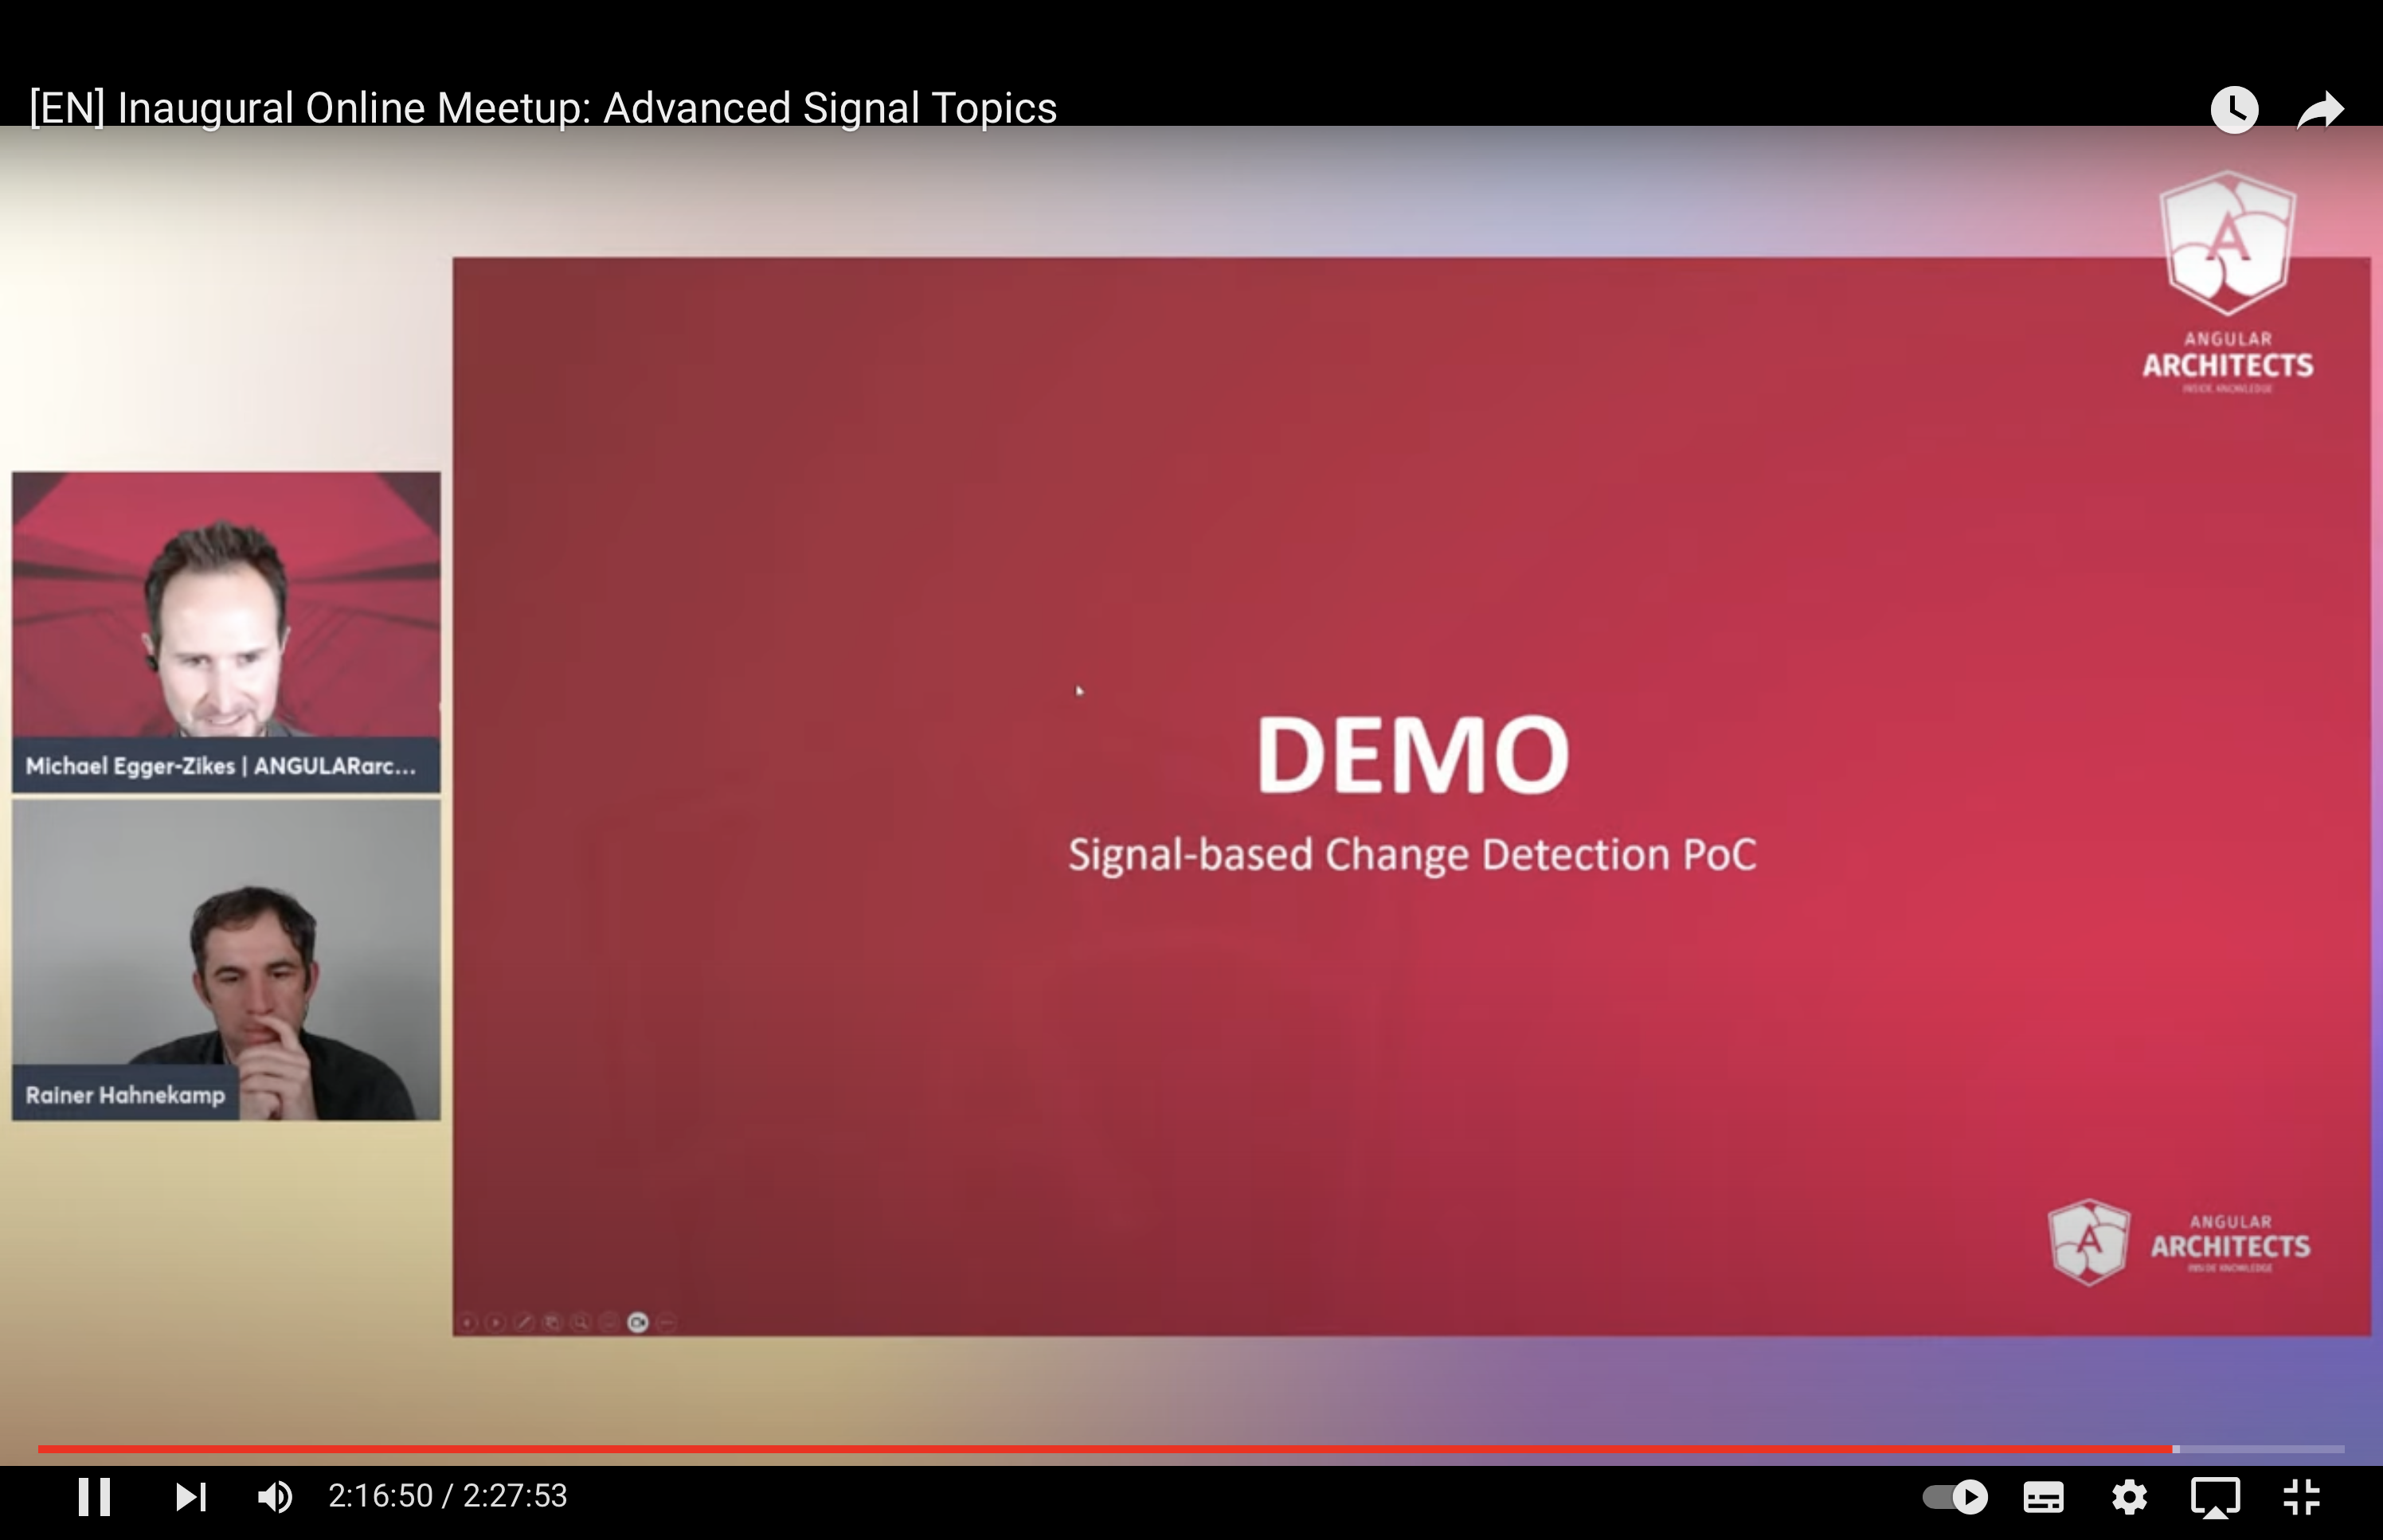 [EN] Inaugural Online Meetup: Advanced Signal Topics
ANGULAR
ARCHITECTS
INSIDE KNOWLEDGE
Michael Egger-Zikes | ANGULARarc...
DEMO
Signal-based Change Detection PoC
Rainer Hahnekamp
ANGULAR
ARCHITECTS
INSIDE KNOWLEDGE
2:16:50 / 2:27:53